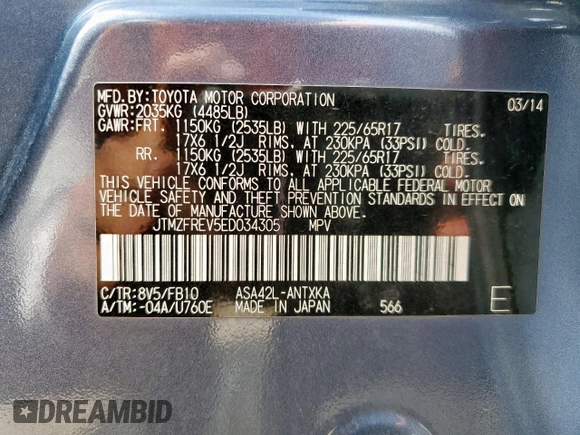 MFD.BY:TOYOTA MOTOR CORPORATION 03/14
GVWR:2035KG (4485LB)
GAWR:FRT. 1150KG (2535LB) WITH 225/65R17 TIRES.
17X6 1/2J RIMS, AT 230KPA (33PSI) COLD.
RR. 1150KG (2535LB) WITH 225/65R17 TIRES.
17X6 1/2J RIMS, AT 230KPA (33PSI) COLD.
THIS VEHICLE CONFORMS TO ALL APPLICABLE FEDERAL MOTOR
VEHICLE SAFETY AND THEFT PREVENTION STANDARDS IN EFFECT ON
THE DATE OF MANUFACTURE SHOWN ABOVE.
JTMZFREV5ED034305 MPV
C/TR:8V5/FB10 ASA42L-ANTXKA
A/TM:-04A/U760E MADE IN JAPAN 566 E
DREAMBID